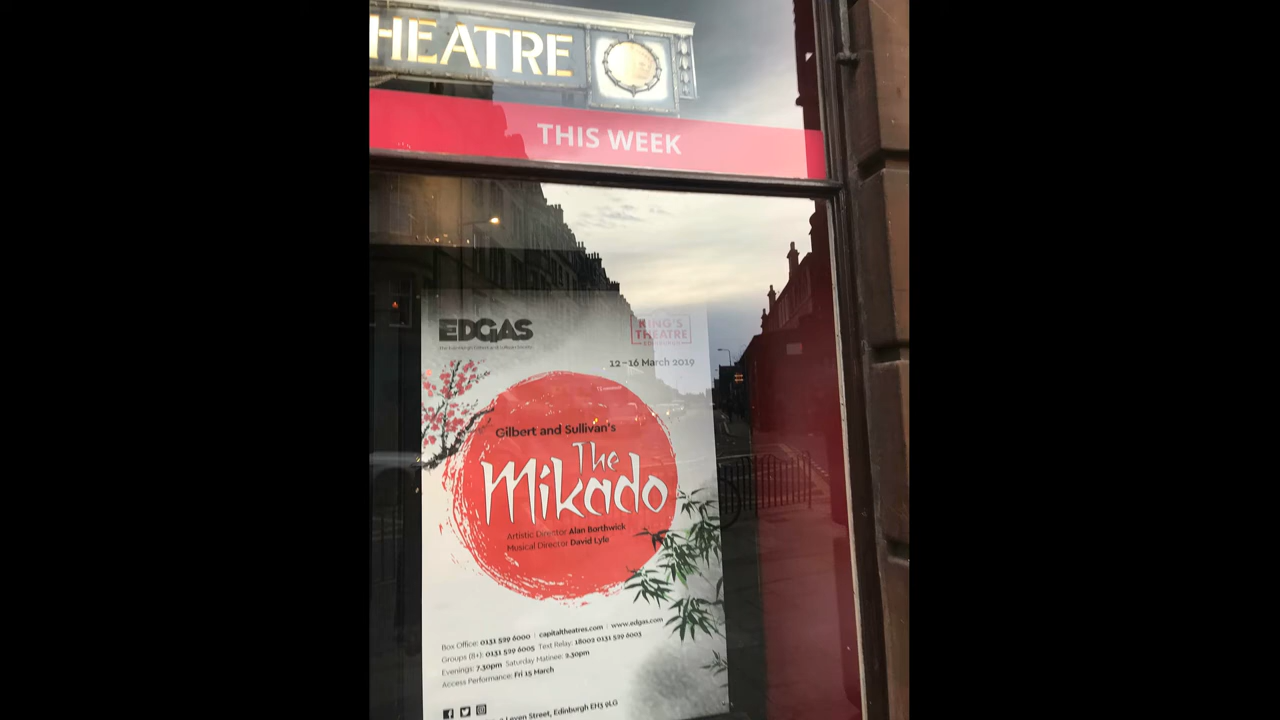 HEATRE
THIS WEEK
EDGAS
KING'S
THEATRE
EDINBURGH
12–16 March 2019
Gilbert and Sullivan's
The
Mikado
Artistic Director Alan Borthwick
Musical Director David Lyle
Box Office: 0131 529 6000 | capitaltheatres.com | www.edgas.com
Groups (8+): 0131 529 6005 Text Relay: 18002 0131 529 6003
Evenings: 7.30pm Saturday Matinee: 2.30pm
Access Performance: Fri 15 March
Leven Street, Edinburgh EH3 9LG